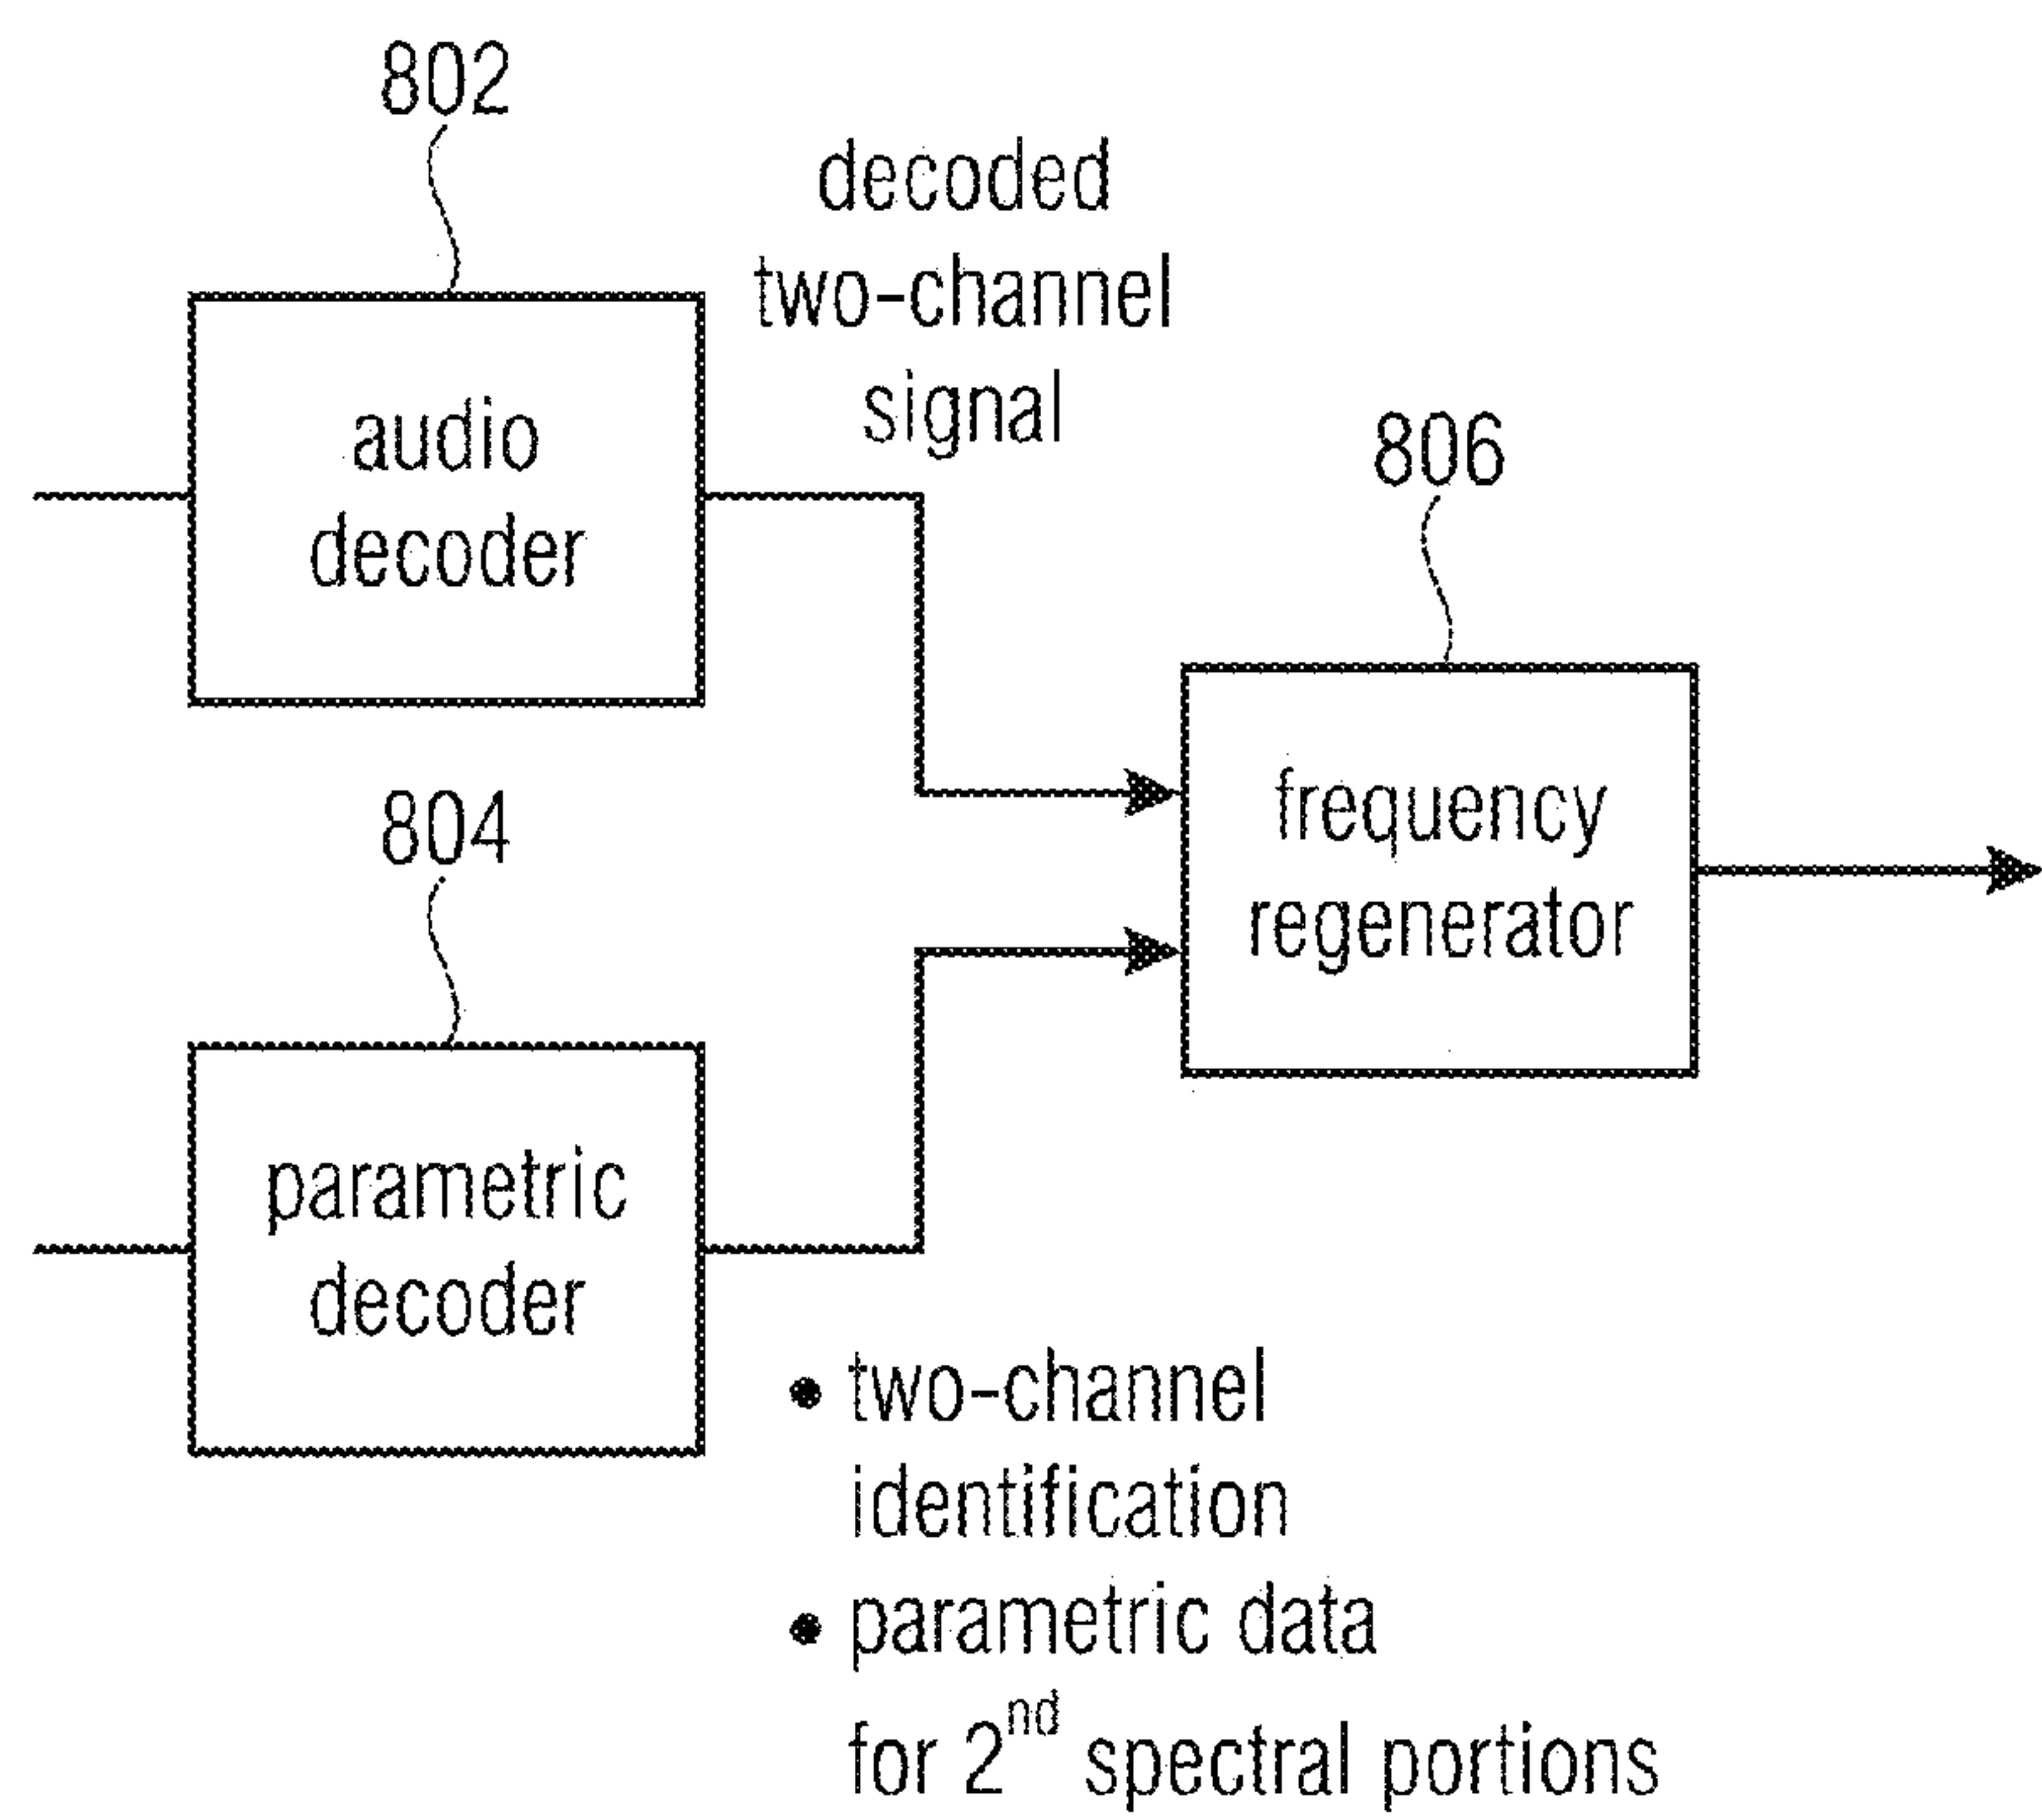 802
decoded
two-channel
signal
audio
decoder
806
804
frequency
regenerator
parametric
decoder
• two-channel
identification
• parametric data
for 2nd spectral portions